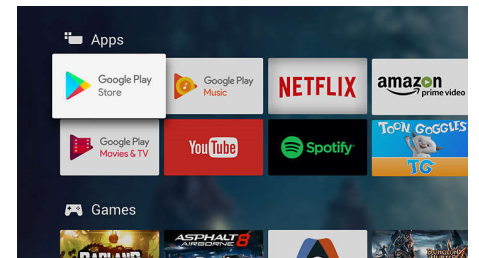 Apps
Google Play
Store
Google Play
Music
NETFLIX
amazon
prime video
Google Play
Movies & TV
YouTube
Spotify
TOON GOGGLES
TG
Games
BADLAND
ASPHALT 8
AIRBORNE